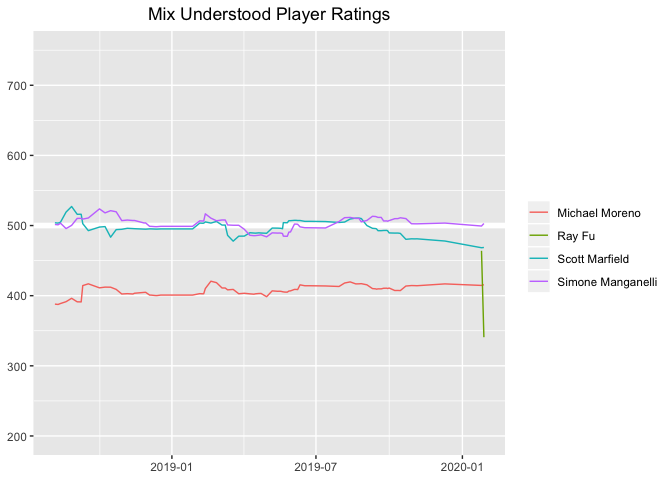 Mix Understood Player Ratings
700
600
500
400
300
200
2019-01
2019-07
2020-01
Michael Moreno
Ray Fu
Scott Marfield
Simone Manganelli